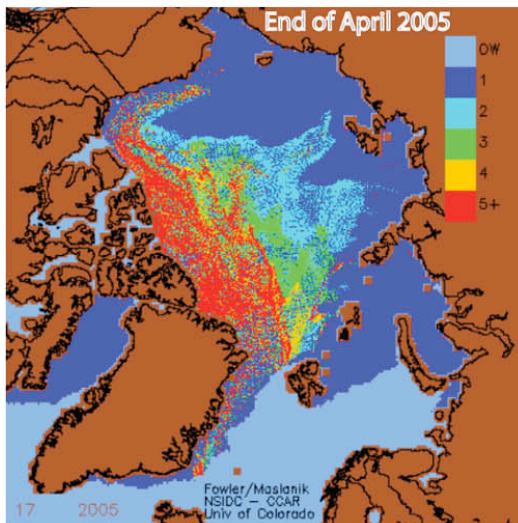 End of April 2005
OW
1
2
3
4
5+
Fowler/Maslanik
NSIDC – CCAR
Univ of Colorado
17 2005